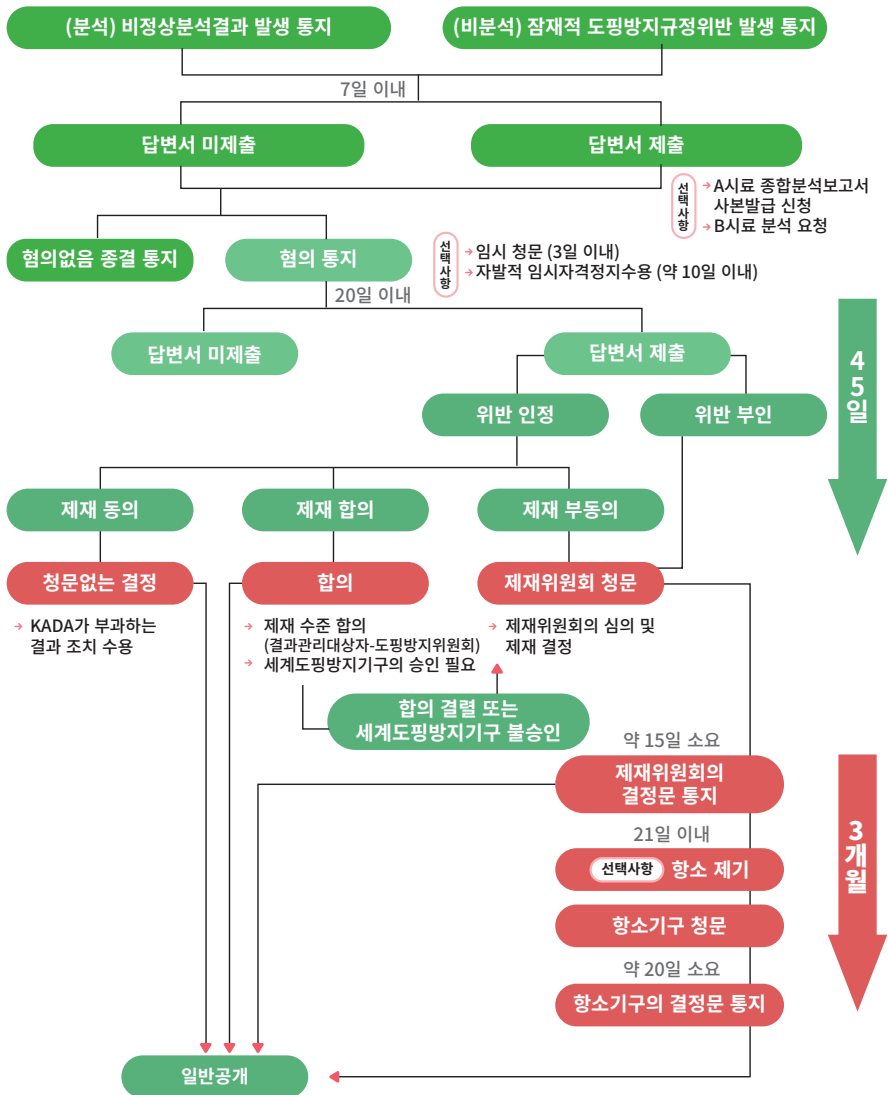 (분석) 비정상분석결과 발생 통지
(비분석) 잠재적 도핑방지규정위반 발생 통지
7일 이내
답변서 미제출
답변서 제출
선택사항
A시료 종합분석보고서
사본발급 신청
B시료 분석 요청
혐의없음 종결 통지
혐의 통지
선택사항
임시 청문 (3일 이내)
자발적 임시자격정지수용 (약 10일 이내)
20일 이내
답변서 미제출
답변서 제출
45일
위반 인정
위반 부인
제재 동의
제재 합의
제재 부동의
청문없는 결정
합의
제재위원회 청문
KADA가 부과하는
결과 조치 수용
제재 수준 합의
(결과관리대상자-도핑방지위원회)
세계도핑방지기구의 승인 필요
제재위원회의 심의 및
제재 결정
합의 결렬 또는
세계도핑방지기구 불승인
약 15일 소요
제재위원회의
결정문 통지
21일 이내
선택사항 항소 제기
3개월
항소기구 청문
약 20일 소요
항소기구의 결정문 통지
일반공개